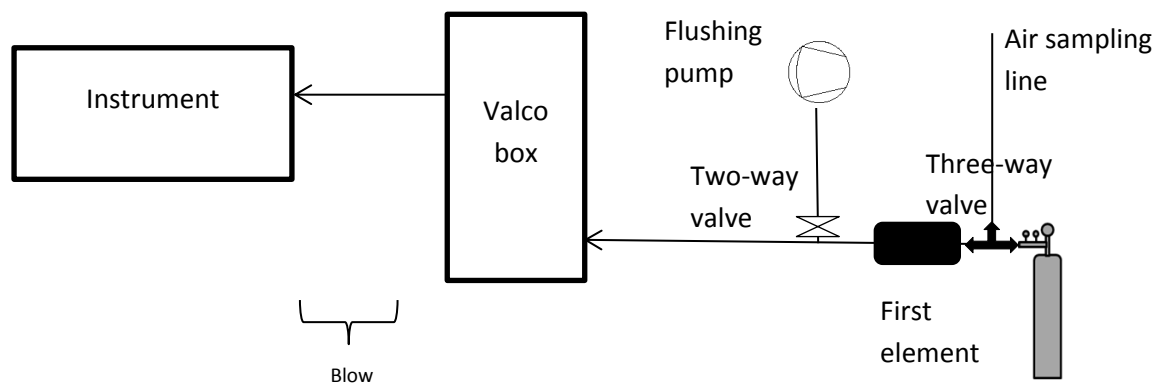 Instrument
Valco
box
Flushing
pump
Two-way
valve
Air sampling
line
Three-way
valve
First
element
Blow